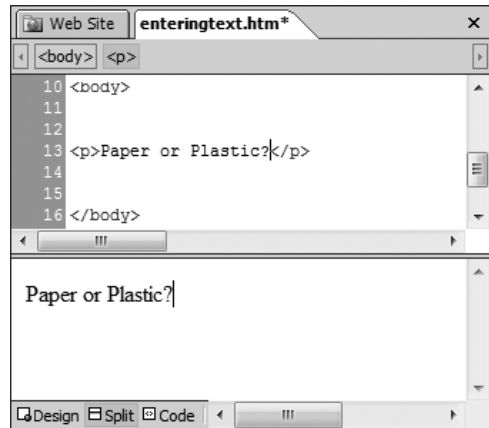 Web Site enteringtext.htm*
<body> <p>
10 <body>
11
12
13 <p>Paper or Plastic?</p>
14
15
16 </body>
Paper or Plastic?
Design Split Code